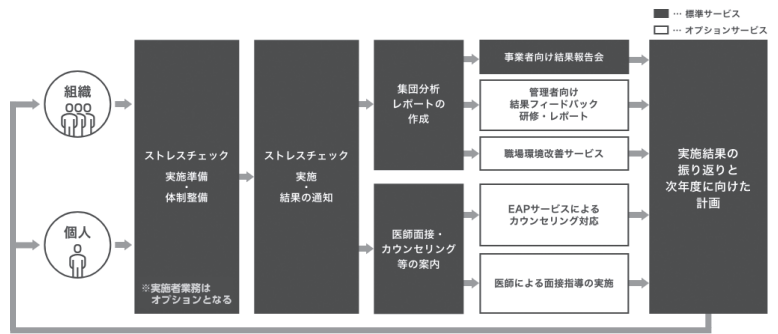 … 標準サービス
… オプションサービス
組織
個人
ストレスチェック
実施準備
・
体制整備
※実施者業務は
オプションとなる
ストレスチェック
実施
・
結果の通知
集団分析
レポートの
作成
医師面接・
カウンセリング
等の案内
事業者向け結果報告会
管理者向け
結果フィードバック
研修・レポート
職場環境改善サービス
EAPサービスによる
カウンセリング対応
医師による面接指導の実施
実施結果の
振り返りと
次年度に向けた
計画